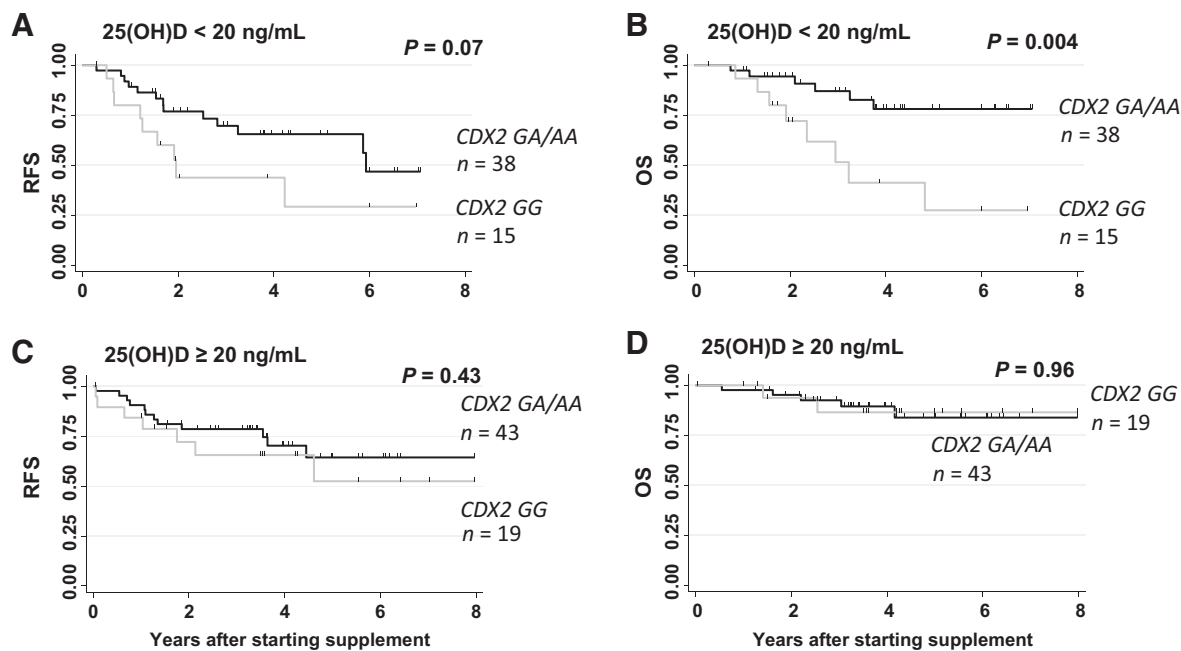 A
25(OH)D < 20 ng/mL
P = 0.07
1.00
0.75
0.50
0.25
0.00
RFS
CDX2 GA/AA
n = 38
CDX2 GG
n = 15
0 2 4 6 8
B
25(OH)D < 20 ng/mL
P = 0.004
1.00
0.75
0.50
0.25
0.00
OS
CDX2 GA/AA
n = 38
CDX2 GG
n = 15
0 2 4 6 8
C
25(OH)D ≥ 20 ng/mL
P = 0.43
1.00
0.75
0.50
0.25
0.00
RFS
CDX2 GA/AA
n = 43
CDX2 GG
n = 19
0 2 4 6 8
Years after starting supplement
D
25(OH)D ≥ 20 ng/mL
P = 0.96
1.00
0.75
0.50
0.25
0.00
OS
CDX2 GG
n = 19
CDX2 GA/AA
n = 43
0 2 4 6 8
Years after starting supplement